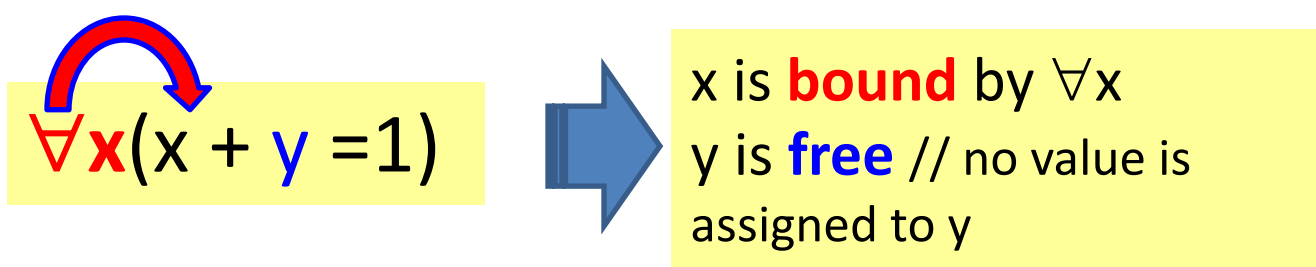 ∀x(x + y =1)
x is bound by ∀x
y is free // no value is
assigned to y